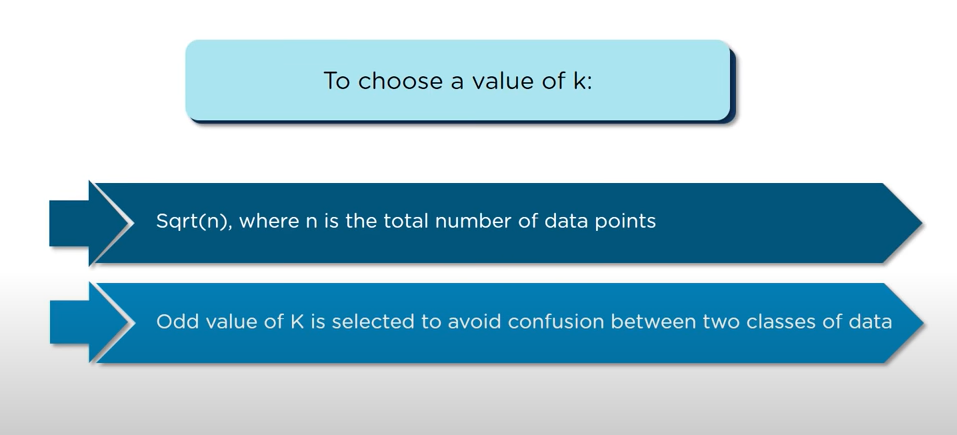 To choose a value of k:
Sqrt(n), where n is the total number of data points
Odd value of K is selected to avoid confusion between two classes of data